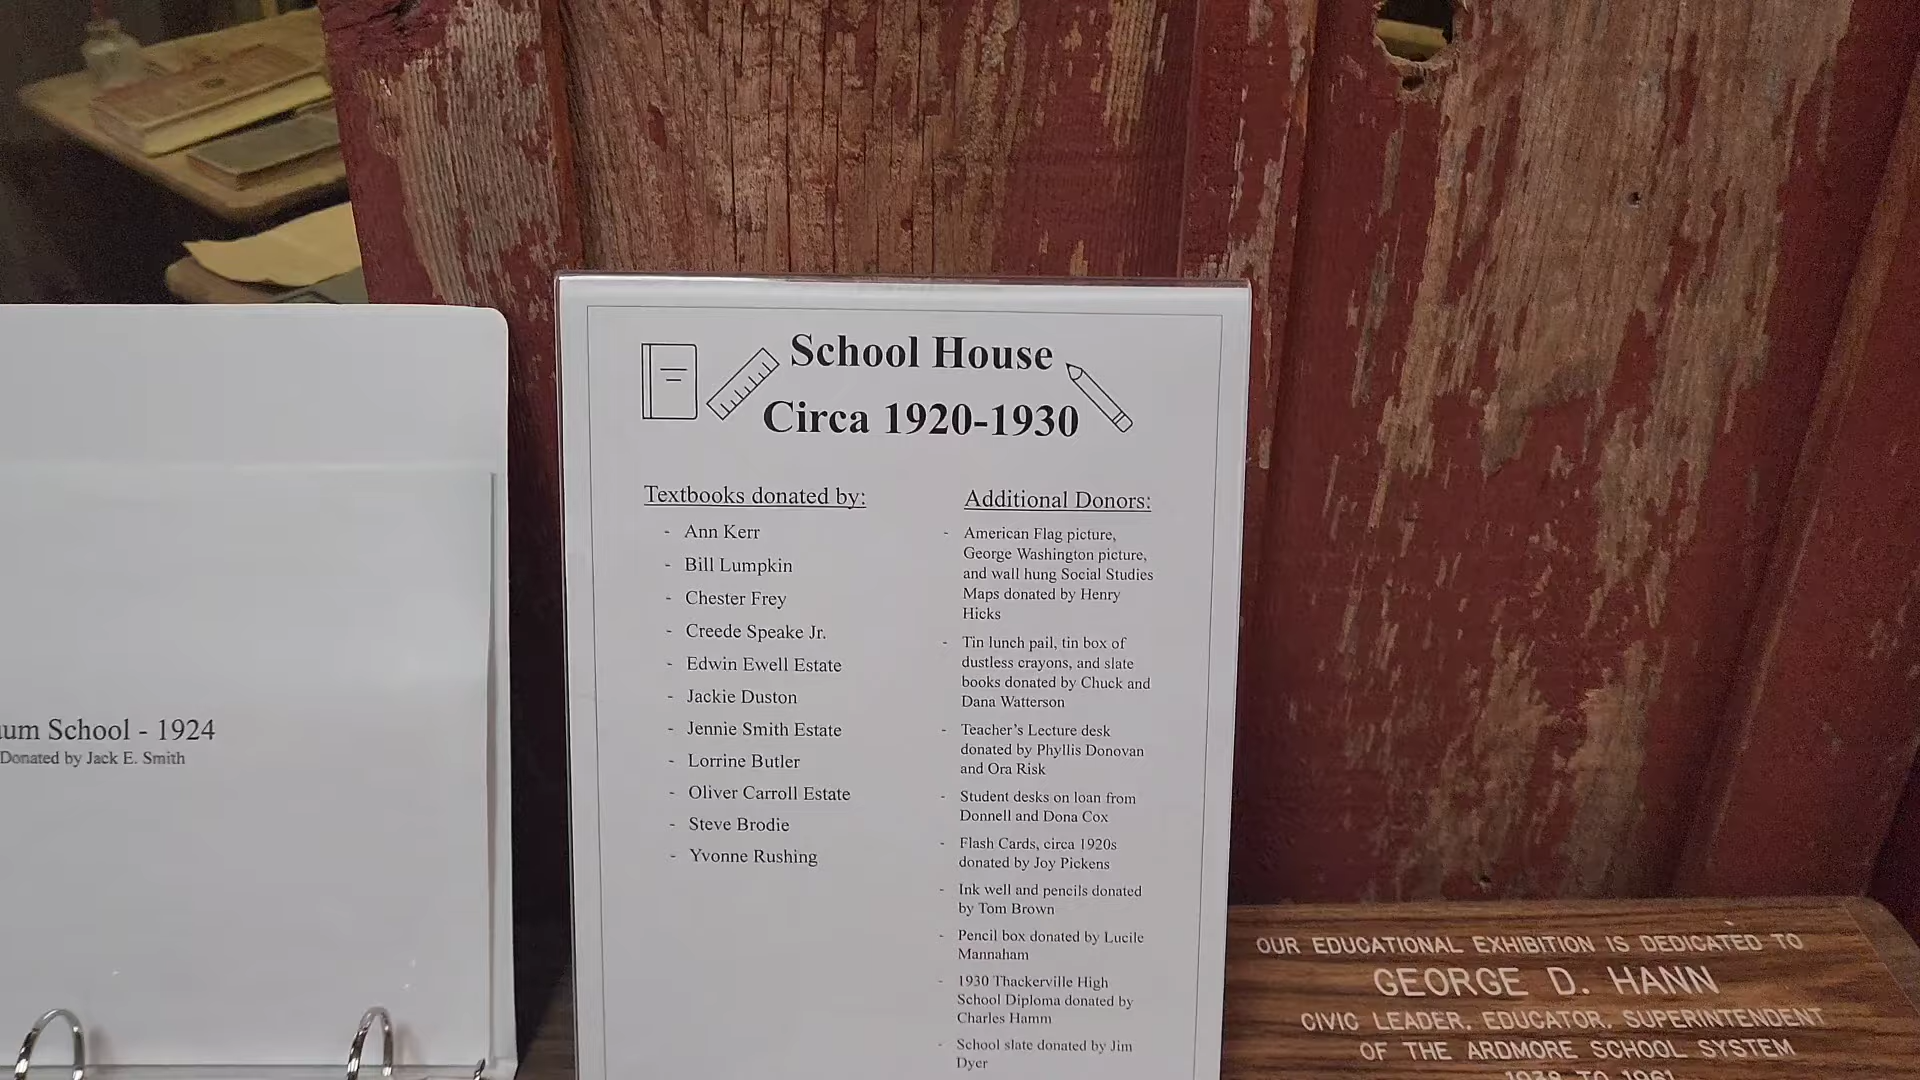 School House
Circa 1920-1930
Textbooks donated by:
- Ann Kerr
- Bill Lumpkin
- Chester Frey
- Creede Speake Jr.
- Edwin Ewell Estate
- Jackie Duston
- Jennie Smith Estate
- Lorrine Butler
- Oliver Carroll Estate
- Steve Brodie
- Yvonne Rushing
Additional Donors:
- American Flag picture,
George Washington picture,
and wall hung Social Studies
Maps donated by Henry
Hicks
- Tin lunch pail, tin box of
dustless crayons, and slate
books donated by Chuck and
Dana Watterson
- Teacher's Lecture desk
donated by Phyllis Donovan
and Ora Risk
- Student desks on loan from
Donnell and Dona Cox
- Flash Cards, circa 1920s
donated by Joy Pickens
- Ink well and pencils donated
by Tom Brown
- Pencil box donated by Lucile
Mannaham
- 1930 Thackerville High
School Diploma donated by
Charles Hamm
- School slate donated by Jim
Dyer
School - 1924
Donated by Jack E. Smith
OUR EDUCATIONAL EXHIBITION IS DEDICATED TO
GEORGE D. HANN
CIVIC LEADER, EDUCATOR, SUPERINTENDENT
OF THE ARDMORE SCHOOL SYSTEM
TO 1961